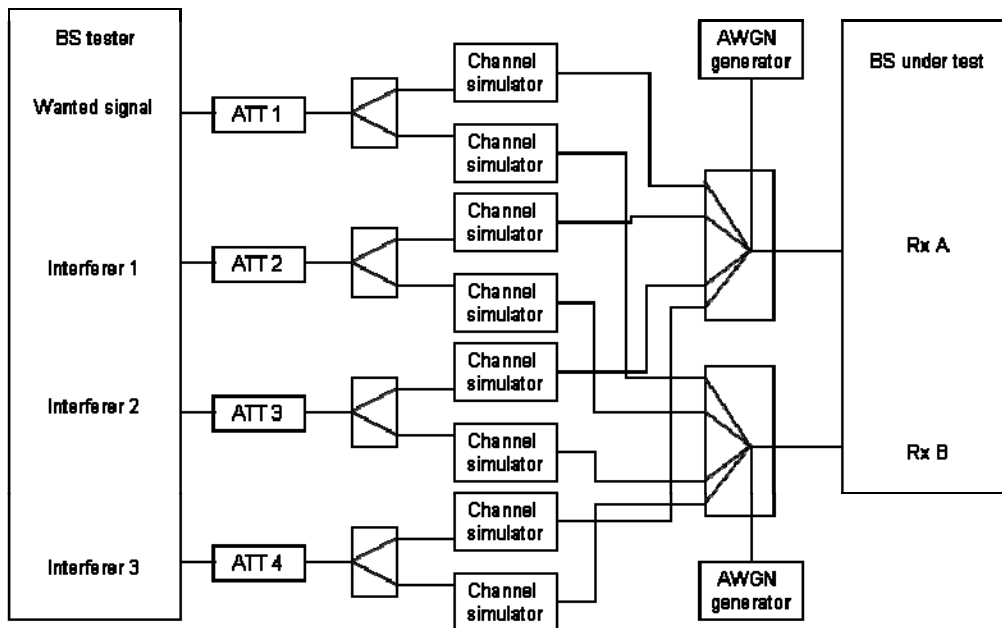 BS tester
Wanted signal
Interferer 1
Interferer 2
Interferer 3
ATT 1
ATT 2
ATT 3
ATT 4
Channel
simulator
Channel
simulator
Channel
simulator
Channel
simulator
Channel
simulator
Channel
simulator
Channel
simulator
Channel
simulator
AWGN
generator
AWGN
generator
BS under test
Rx A
Rx B